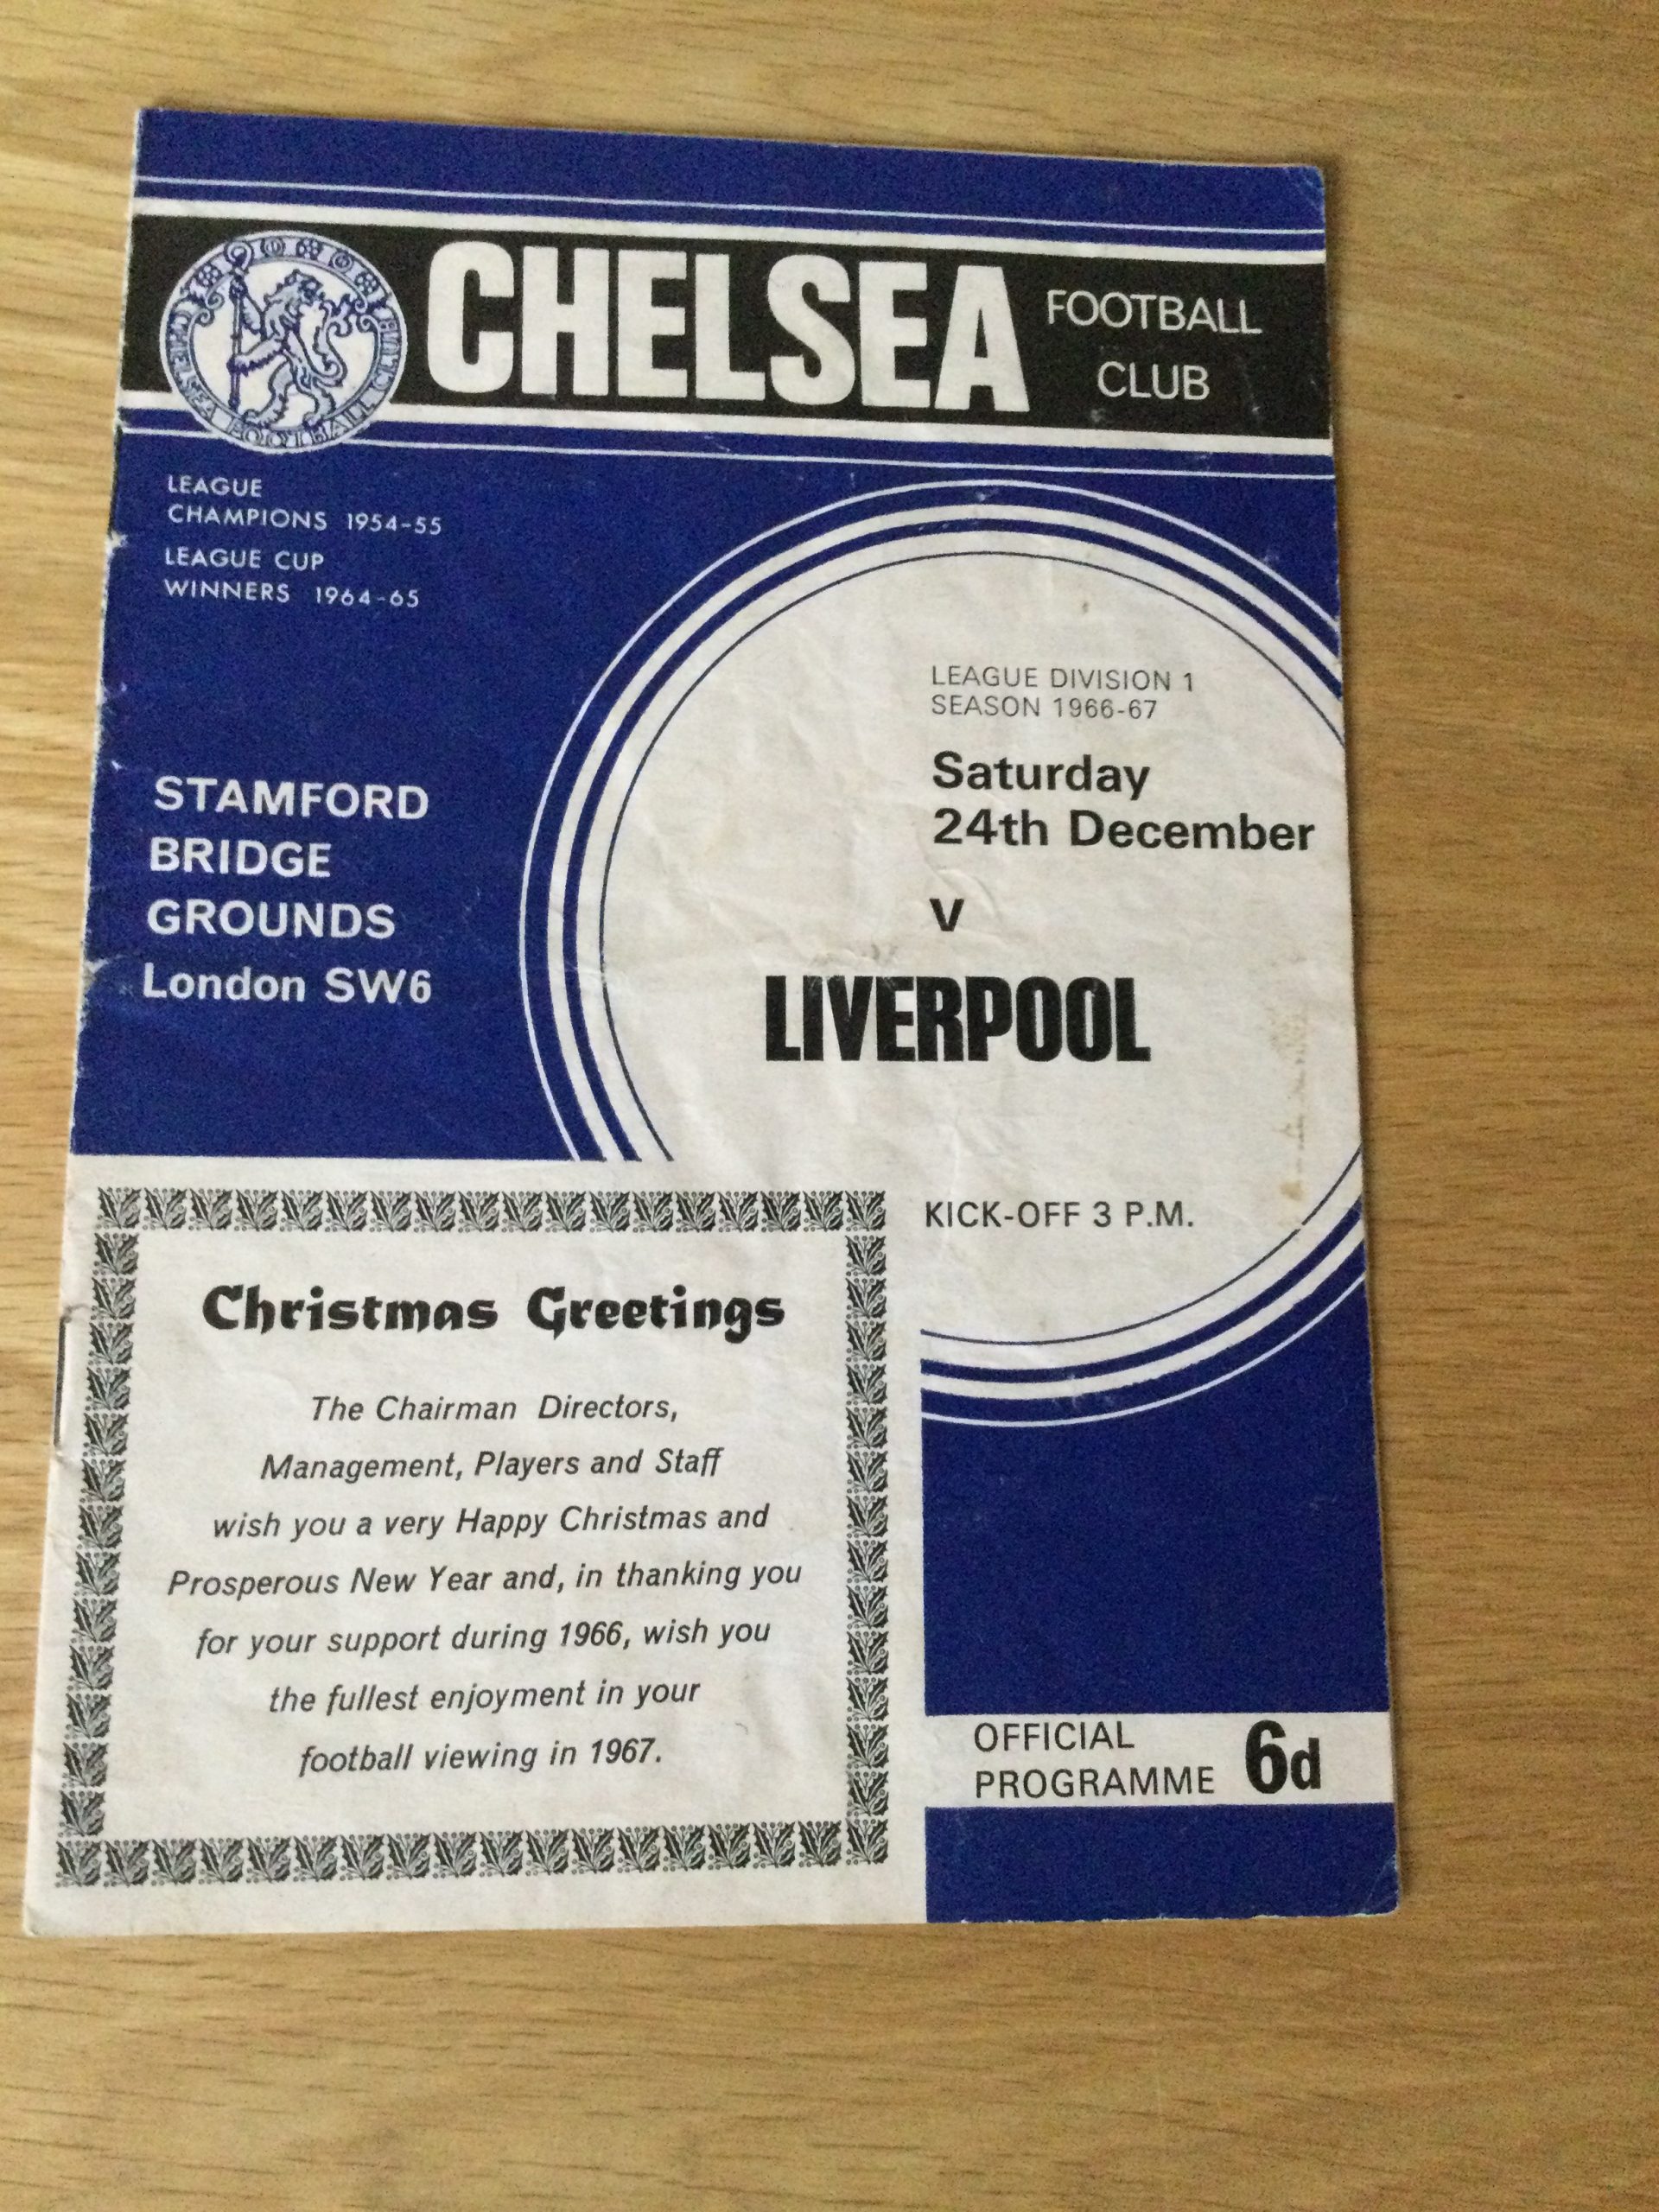 CHELSEA FOOTBALL CLUB
CHELSEA
FOOTBALL
CLUB
LEAGUE
CHAMPIONS 1954-55
LEAGUE CUP
WINNERS 1964-65
LEAGUE DIVISION 1
SEASON 1966-67
Saturday
24th December
v
LIVERPOOL
KICK-OFF 3 P.M.
STAMFORD
BRIDGE
GROUNDS
London SW6
Christmas Greetings
The Chairman Directors,
Management, Players and Staff
wish you a very Happy Christmas and
Prosperous New Year and, in thanking you
for your support during 1966, wish you
the fullest enjoyment in your
football viewing in 1967.
OFFICIAL
PROGRAMME 6d